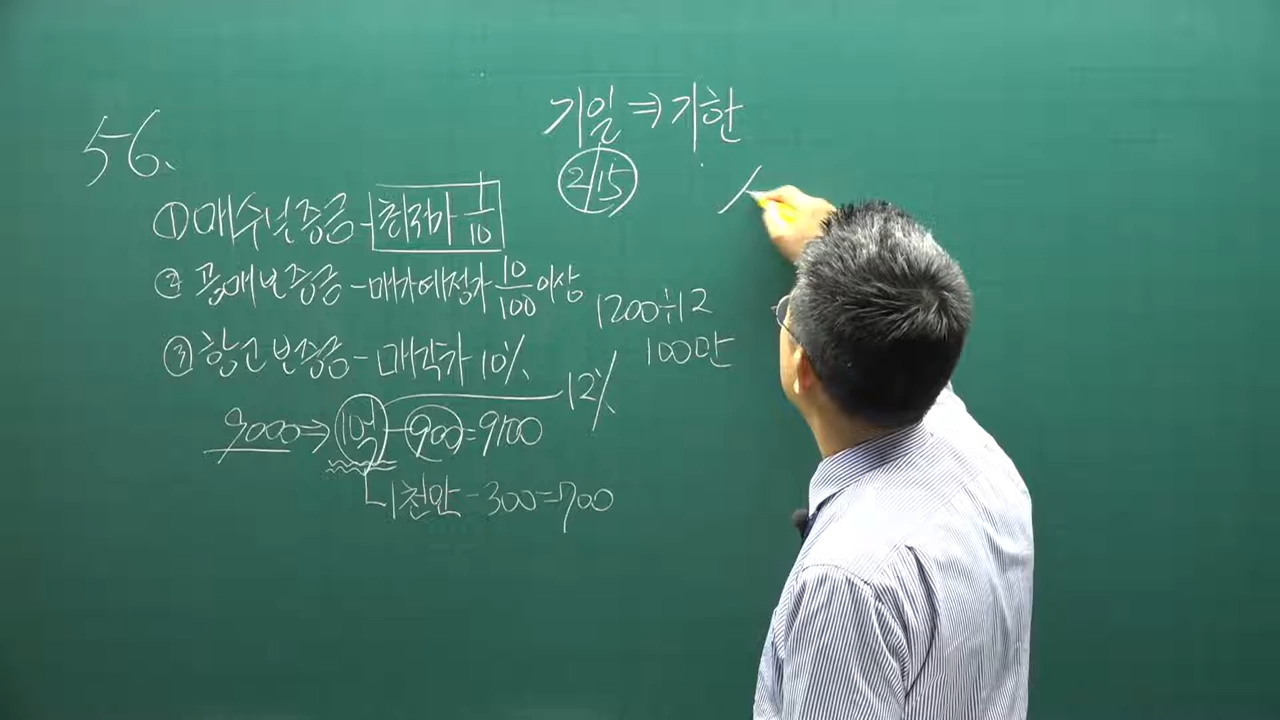 56.
기일 ⇒ 기한
2/15
① 매수보증금 - 최저가 1/10
② 공매보증금 - 매각예정가 10/100 이상
③ 항고보증금 - 매각가 10%
12%
1200÷12
100만
9000 ⇒ 10억 - 900 = 9100
1천만 - 300 = 700